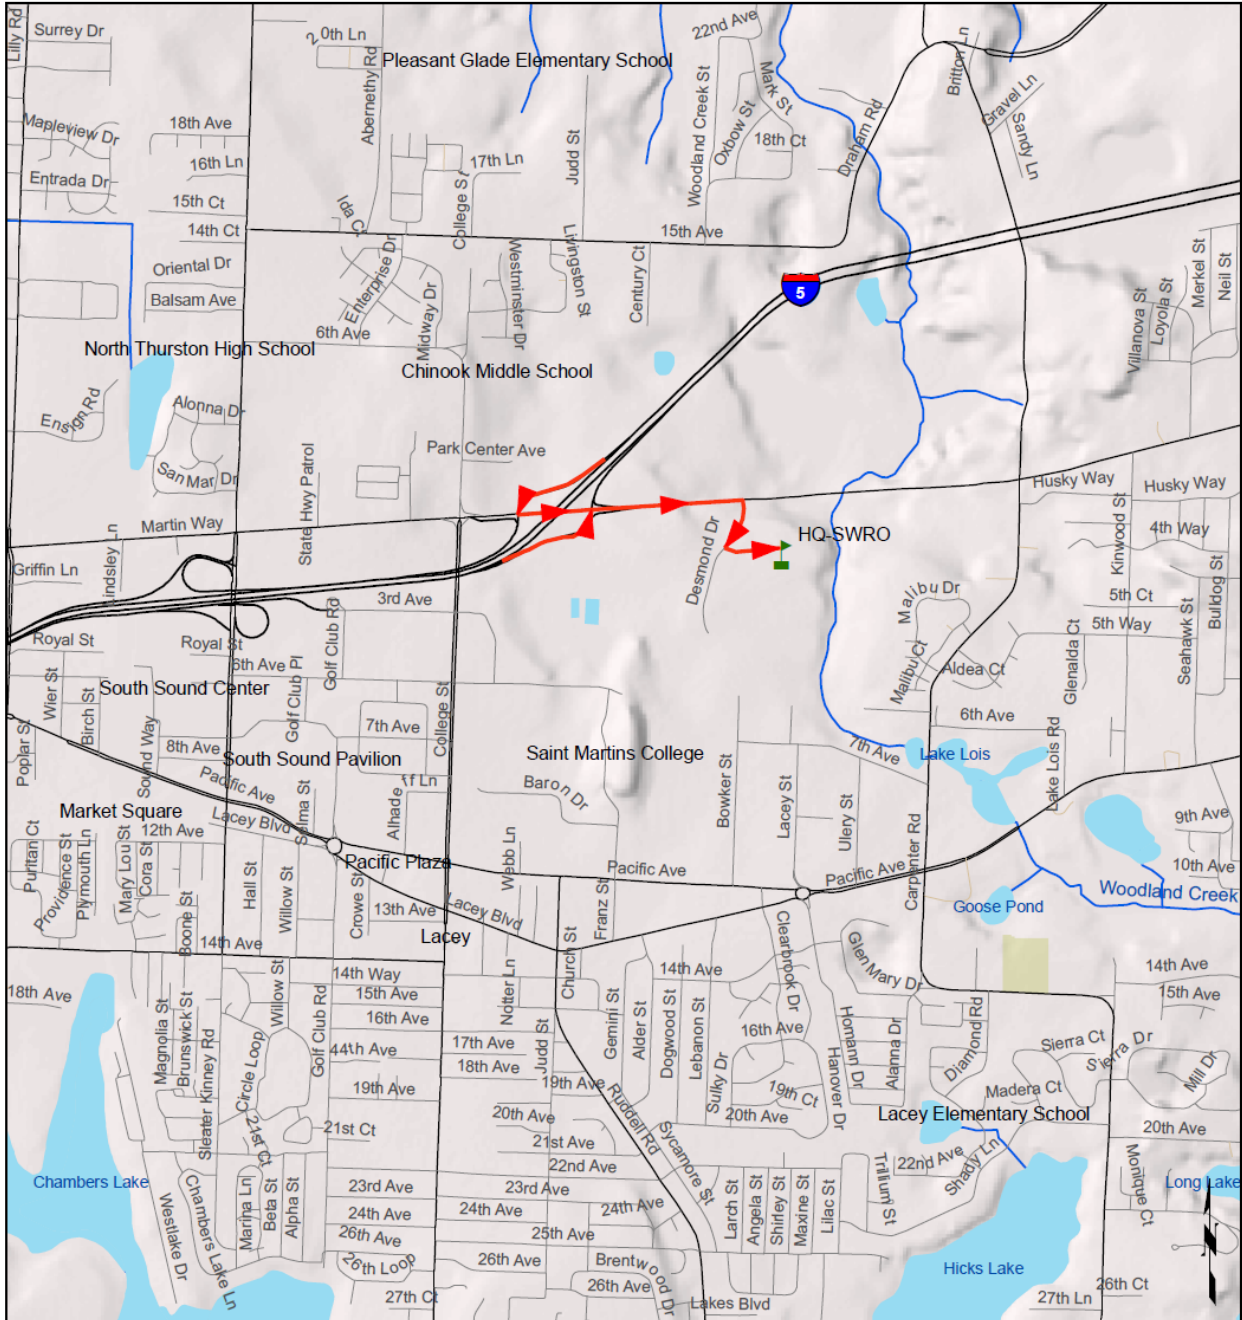 Lilly Rd
Surrey Dr
2 0th Ln
Abernethy Rd
Pleasant Glade Elementary School
22nd Ave
Britton Ln
Mapleview Dr
18th Ave
16th Ln
Entrada Dr
15th Ct
14th Ct
Ida Ct
College St
17th Ln
Judd St
Woodland Creek St
Oxbow St
Mark St
18th Ct
Draham Rd
Gravel Ln
Sandy Ln
15th Ave
Oriental Dr
Balsam Ave
Enterprise Dr
Midway Dr
Westminster Dr
Livingston St
Century Ct
5
Merkel St
Neil St
Villanova St
Loyola St
6th Ave
North Thurston High School
Chinook Middle School
Ensign Rd
Alonna Dr
San Mar Dr
State Hwy Patrol
Park Center Ave
Husky Way
Husky Way
Martin Way
Lindsley Ln
Griffin Ln
HQ-SWRO
Desmond Dr
Kinwood St
4th Way
Malibu Dr
5th Ct
5th Way
Bulldog St
Seahawk St
3rd Ave
Golf Club Rd
Royal St
Royal St
6th Ave
Golf Club Pl
Malibu Ct
Aldea Ct
Glenalda Ct
South Sound Center
Wier St
Birch St
Poplar St
Sound Way
8th Ave
7th Ave
College St
6th Ave
7th Ave
Lake Lois
Lake Lois Rd
South Sound Pavilion
Saint Martins College
Pacific Ave
Selma St
Alhade
f Ln
Baron Dr
Bowker St
Lacey St
Ulery St
Carpenter Rd
Market Square
12th Ave
Lacey Blvd
9th Ave
10th Ave
Puritan Ct
Providence St
Plymouth Ln
Mary Lou St
Cora St
Boone St
Hall St
Willow St
Crowe St
Pacific Plaza
Webb Ln
Pacific Ave
Pacific Ave
Woodland Creek
Goose Pond
13th Ave
Lacey Blvd
Franz St
Lacey
14th Ave
Church St
Clearbrook Dr
Glen Mary Dr
18th Ave
Willow St
14th Way
15th Ave
16th Ave
Notter Ln
14th Ave
14th Ave
15th Ave
Magnolia St
Brunswick St
Sleater Kinney Rd
Circle Loop
Golf Club Rd
44th Ave
17th Ave
18th Ave
Judd St
Gemini St
Alder St
Dogwood St
Lebanon St
Sulky Dr
16th Ave
Hanover Dr
Homann Dr
Alanna Dr
Diamond Rd
Sierra Ct
Sierra Dr
Mill Dr
19th Ave
19th Ave
19th Ct
Madera Ct
21st Ct
21st Ct
20th Ave
Ruddell Rd
20th Ave
Lacey Elementary School
20th Ave
21st Ave
Sycamore St
22nd Ave
22nd Ave
Shady Ln
Trillium St
Monique Ct
Chambers Lake
Long Lake
Westlake Dr
Chambers Lake Ln
Marina Ln
Beta St
Alpha St
23rd Ave
23rd Ave
24th Ave
24th Ave
24th Ave
Larch St
Angela St
Shirley St
Maxine St
Lilac St
N
26th Ave
25th Ave
26th Loop
26th Ave
Brentwood Dr
26th Ave
Hicks Lake
26th Ct
27th Ct
Lakes Blvd
27th Ln